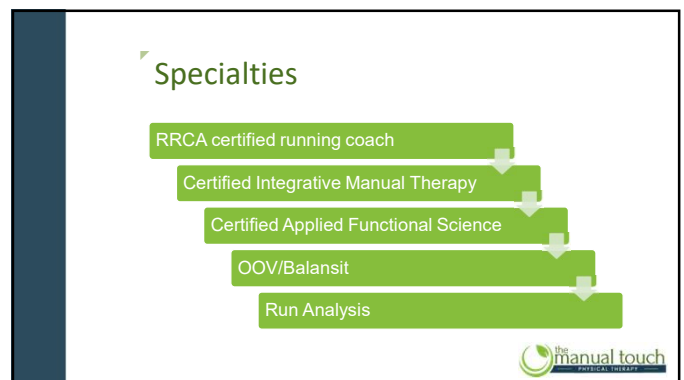 Specialties
RRCA certified running coach
Certified Integrative Manual Therapy
Certified Applied Functional Science
OOV/Balansit
Run Analysis
the
manual touch
PHYSICAL THERAPY